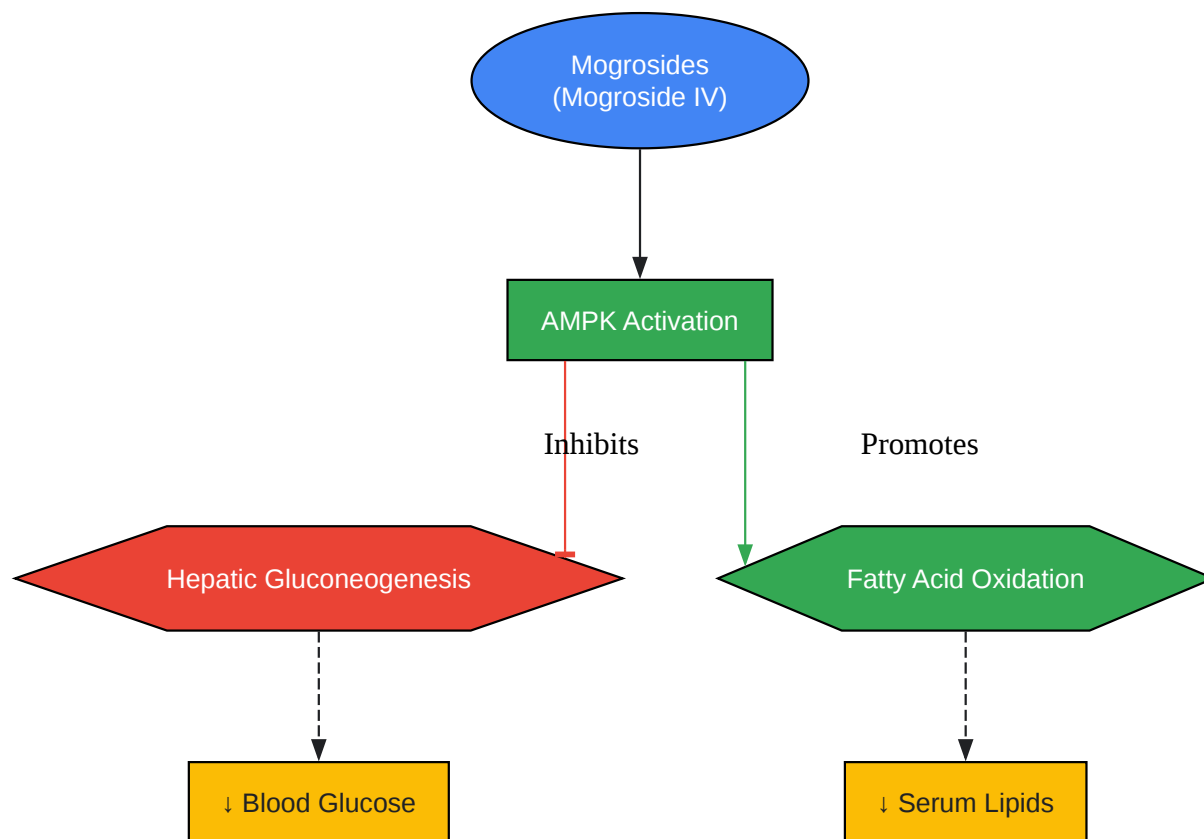 Mogrosides
(Mogroside IV)
AMPK Activation
Inhibits
Promotes
Hepatic Gluconeogenesis
Fatty Acid Oxidation
↓ Blood Glucose
↓ Serum Lipids